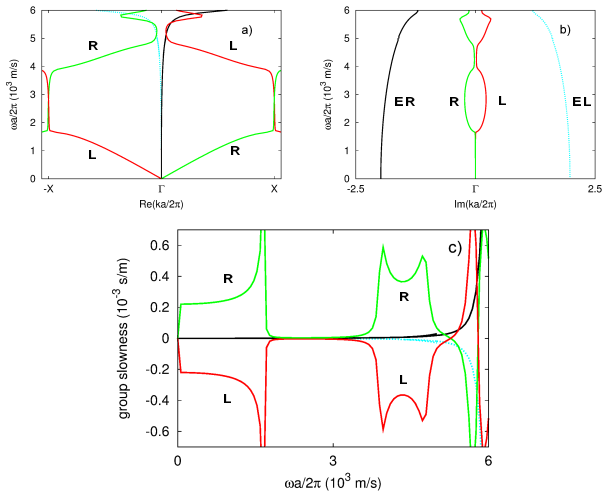 a)
6
5
4
3
2
1
0
R
L
L
R
-X
Γ
X
Re(ka/2π)
ωa/2π (10³ m/s)
b)
6
5
4
3
2
1
0
ER
R
L
EL
-2.5
Γ
2.5
Im(ka/2π)
ωa/2π (10³ m/s)
c)
0.6
0.4
0.2
0
-0.2
-0.4
-0.6
R
R
L
L
0
3
6
group slowness (10⁻³ s/m)
ωa/2π (10³ m/s)